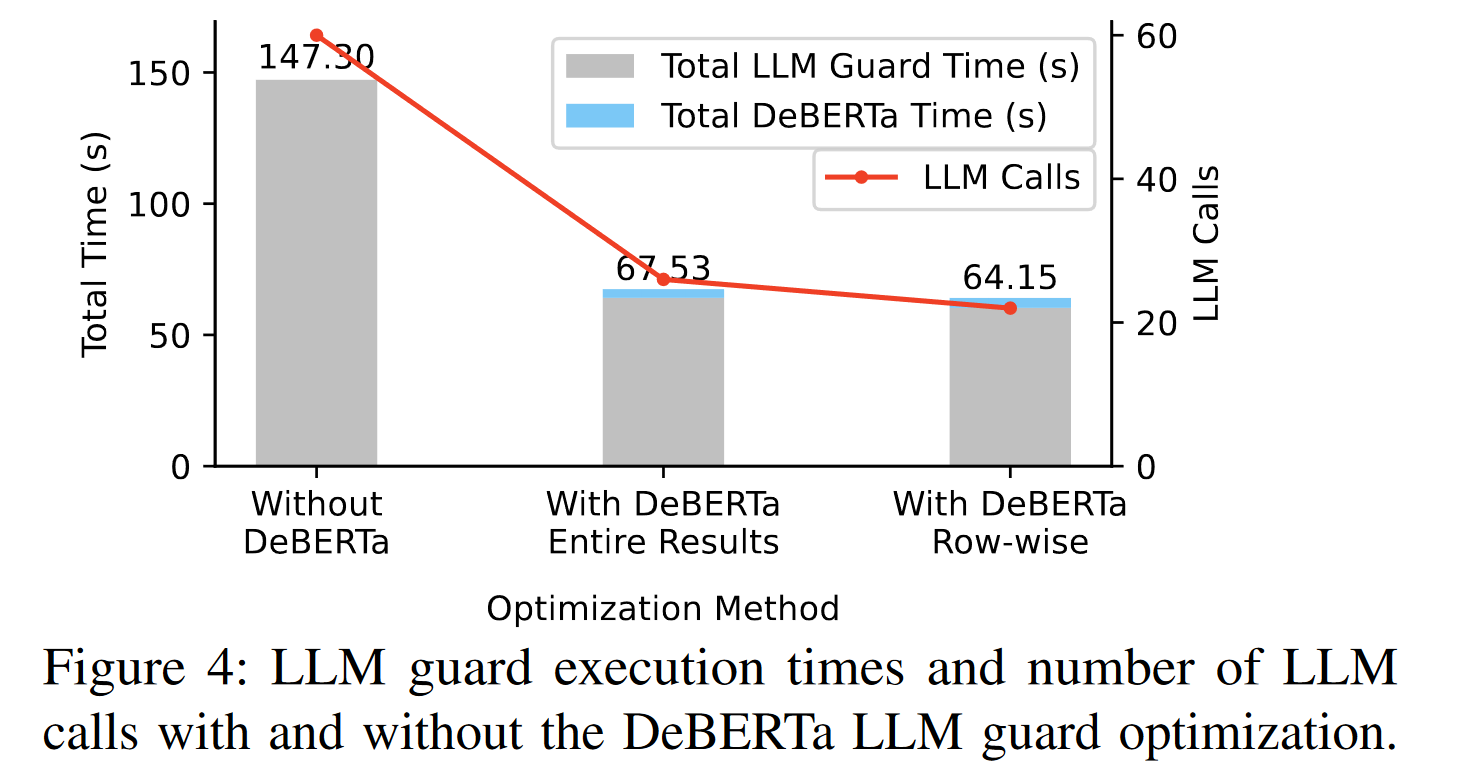 147.30
67.53
64.15
Total LLM Guard Time (s)
Total DeBERTa Time (s)
LLM Calls
Total Time (s)
150
100
50
0
60
40
20
0
LLM Calls
Without
DeBERTa
With DeBERTa
Entire Results
With DeBERTa
Row-wise
Optimization Method
Figure 4: LLM guard execution times and number of LLM
calls with and without the DeBERTa LLM guard optimization.